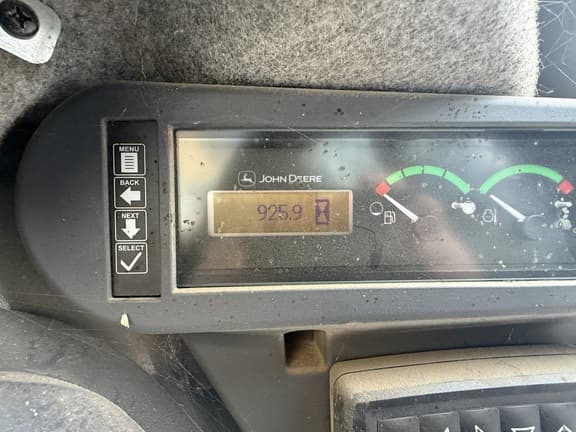 MENU
BACK
NEXT
SELECT
JOHN DEERE
925.9